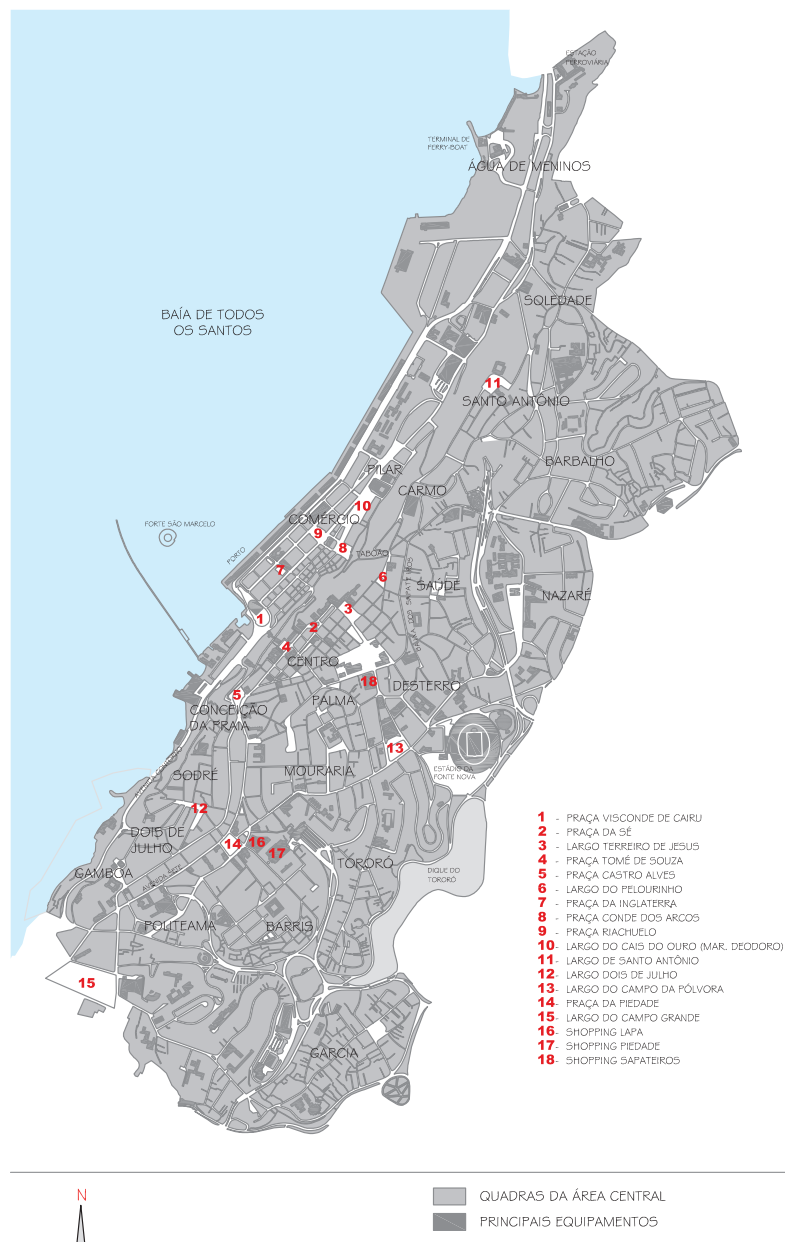 ESTAÇÃO
FERROVIÁRIA
TERMINAL DE
FERRY-BOAT
ÁGUA DE MENINOS
SOLEDADE
BAÍA DE TODOS
OS SANTOS
11
SANTO ANTÔNIO
BARBALHO
PILAR
CARMO
10
COMÉRCIO
FORTE SÃO MARCELO
9
8
PORTO
TABOÃO
7
6
SAÚDE
NAZARÉ
BAIXA DOS SAPATEIROS
3
1
2
4
CENTRO
18
DESTERRO
5
PALMA
CONCEIÇÃO
DA PRAIA
13
MOURARIA
ESTÁDIO DA
FONTE NOVA
SODRÉ
12
DOIS DE
JULHO
14
16
17
TORORÓ
DIQUE DO
TORORÓ
GAMBOA
AVENIDA SETE
POLITEAMA
BARRIS
15
GARCIA
1 - PRAÇA VISCONDE DE CAIRU
2 - PRAÇA DA SÉ
3 - LARGO TERREIRO DE JESUS
4 - PRAÇA TOMÉ DE SOUZA
5 - PRAÇA CASTRO ALVES
6 - LARGO DO PELOURINHO
7 - PRAÇA DA INGLATERRA
8 - PRAÇA CONDE DOS ARCOS
9 - PRAÇA RIACHUELO
10 - LARGO DO CAIS DO OURO (MAR. DEODORO)
11 - LARGO DE SANTO ANTÔNIO
12 - LARGO DOIS DE JULHO
13 - LARGO DO CAMPO DA PÓLVORA
14 - PRAÇA DA PIEDADE
15 - LARGO DO CAMPO GRANDE
16 - SHOPPING LAPA
17 - SHOPPING PIEDADE
18 - SHOPPING SAPATEIROS
N
QUADRAS DA ÁREA CENTRAL
PRINCIPAIS EQUIPAMENTOS